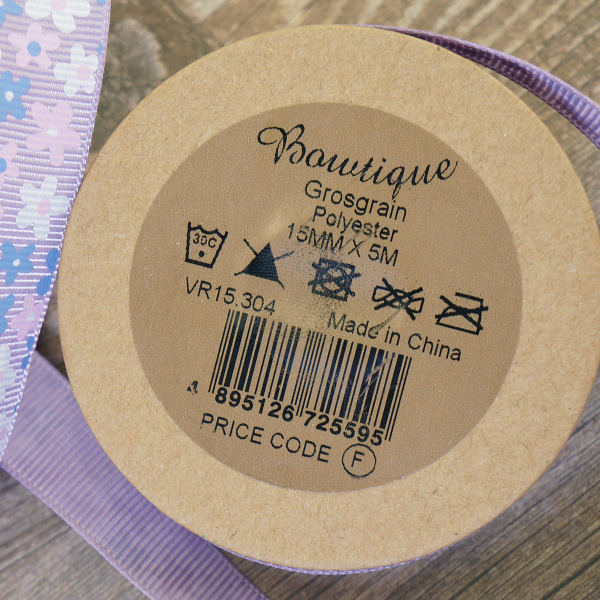 Bowtique
Grosgrain
Polyester
15MM X 5M
30C
VR15.304
Made in China
4 895126 725595
PRICE CODE F